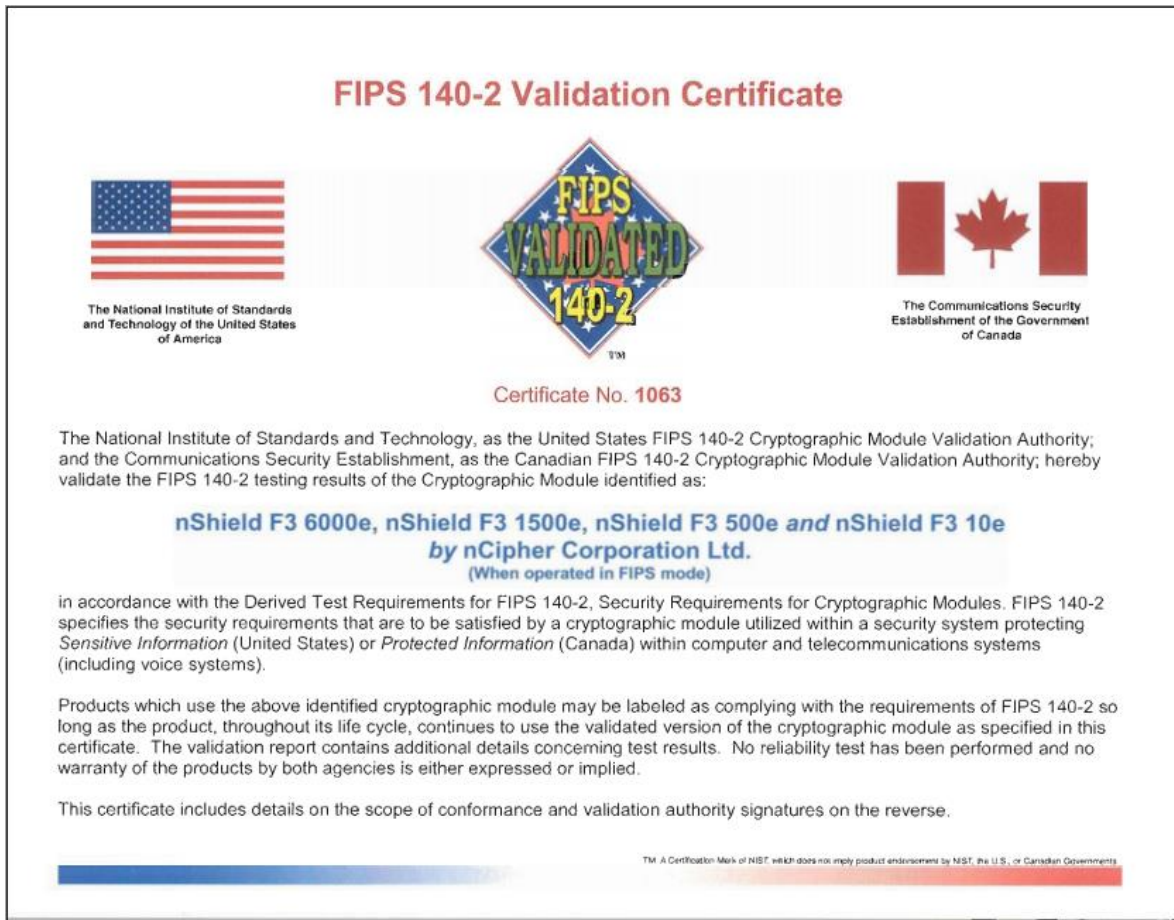 FIPS 140-2 Validation Certificate
FIPS
VALIDATED
140-2
TM
The National Institute of Standards
and Technology of the United States
of America
The Communications Security
Establishment of the Government
of Canada
Certificate No. 1063
The National Institute of Standards and Technology, as the United States FIPS 140-2 Cryptographic Module Validation Authority;
and the Communications Security Establishment, as the Canadian FIPS 140-2 Cryptographic Module Validation Authority; hereby
validate the FIPS 140-2 testing results of the Cryptographic Module identified as:
nShield F3 6000e, nShield F3 1500e, nShield F3 500e and nShield F3 10e
by nCipher Corporation Ltd.
(When operated in FIPS mode)
in accordance with the Derived Test Requirements for FIPS 140-2, Security Requirements for Cryptographic Modules. FIPS 140-2
specifies the security requirements that are to be satisfied by a cryptographic module utilized within a security system protecting
Sensitive Information (United States) or Protected Information (Canada) within computer and telecommunications systems
(including voice systems).
Products which use the above identified cryptographic module may be labeled as complying with the requirements of FIPS 140-2 so
long as the product, throughout its life cycle, continues to use the validated version of the cryptographic module as specified in this
certificate. The validation report contains additional details concerning test results. No reliability test has been performed and no
warranty of the products by both agencies is either expressed or implied.
This certificate includes details on the scope of conformance and validation authority signatures on the reverse.
TM: A Certification Mark of NIST, which does not imply product endorsement by NIST, the U.S., or Canadian Governments